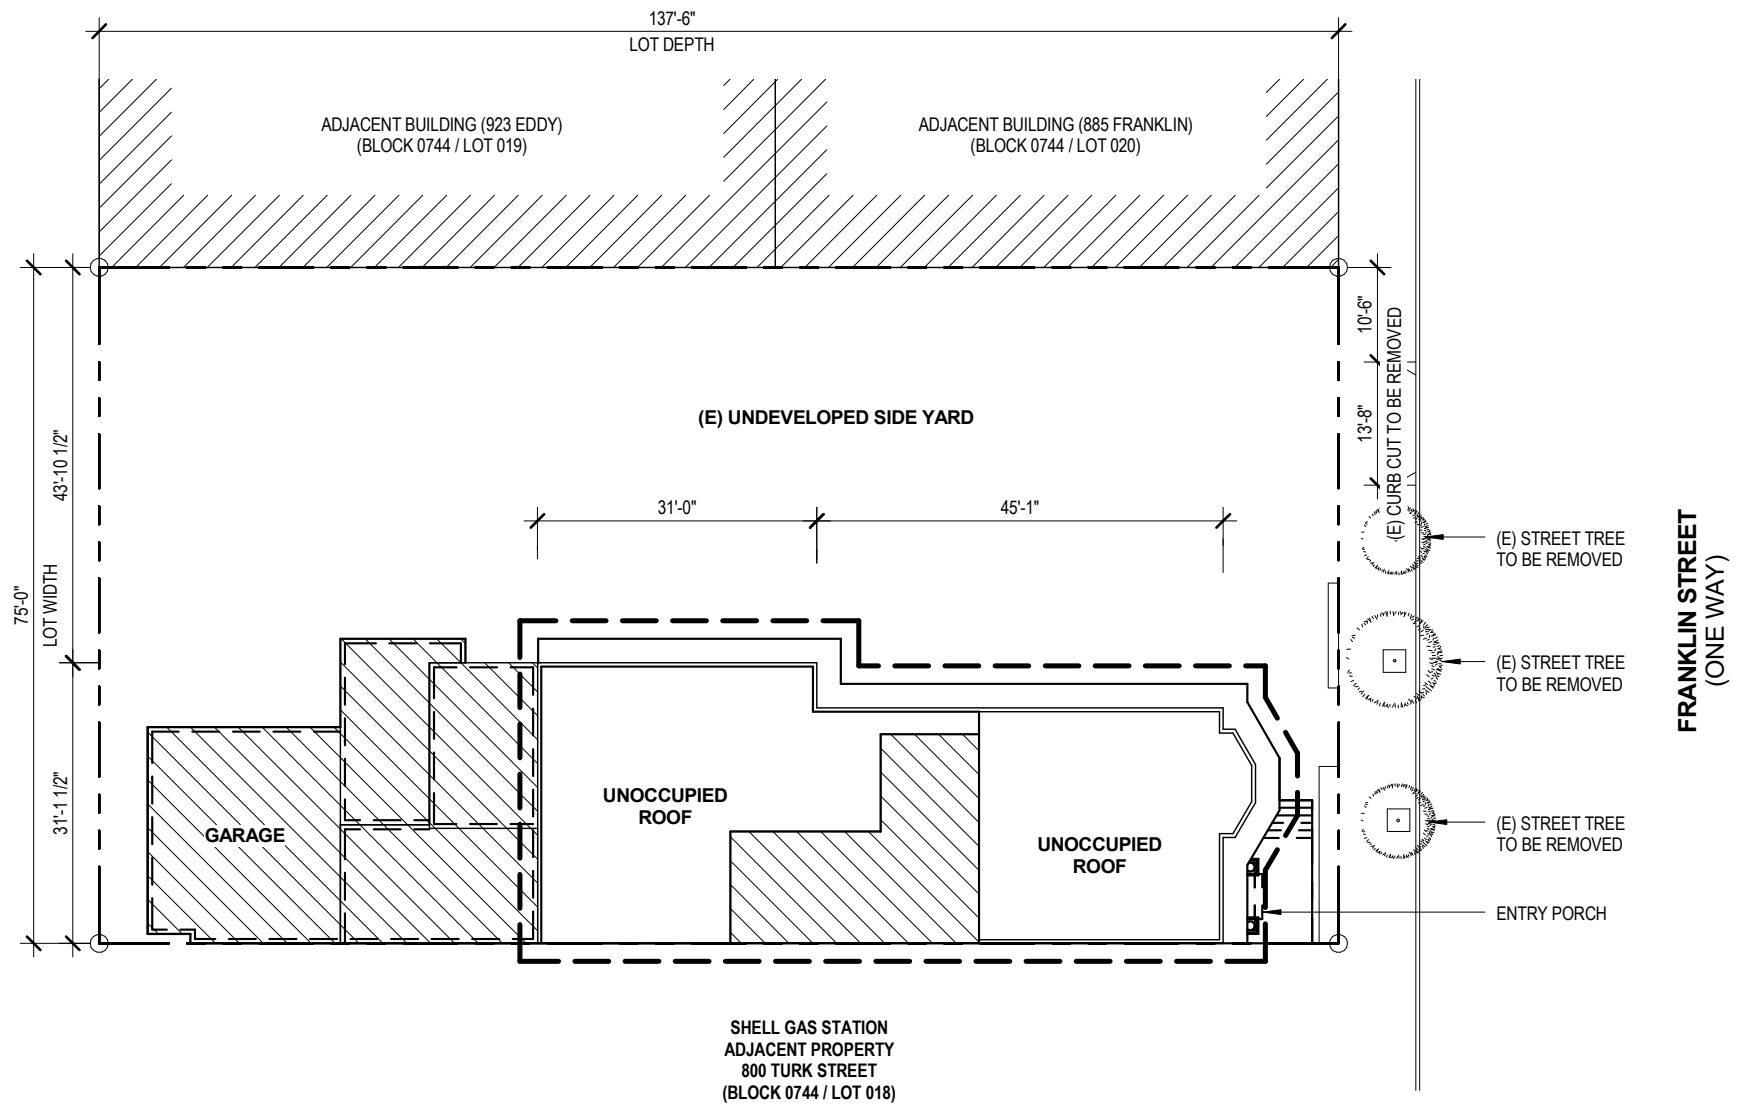 137'-6"
LOT DEPTH
ADJACENT BUILDING (923 EDDY)
(BLOCK 0744 / LOT 019)
ADJACENT BUILDING (885 FRANKLIN)
(BLOCK 0744 / LOT 020)
10'-6"
(E) CURB CUT TO BE REMOVED
13'-8"
(E) UNDEVELOPED SIDE YARD
43'-10 1/2"
31'-0"
45'-1"
(E) STREET TREE
TO BE REMOVED
FRANKLIN STREET
(ONE WAY)
75'-0"
LOT WIDTH
(E) STREET TREE
TO BE REMOVED
31'-1 1/2"
UNOCCUPIED
ROOF
GARAGE
UNOCCUPIED
ROOF
(E) STREET TREE
TO BE REMOVED
ENTRY PORCH
SHELL GAS STATION
ADJACENT PROPERTY
800 TURK STREET
(BLOCK 0744 / LOT 018)